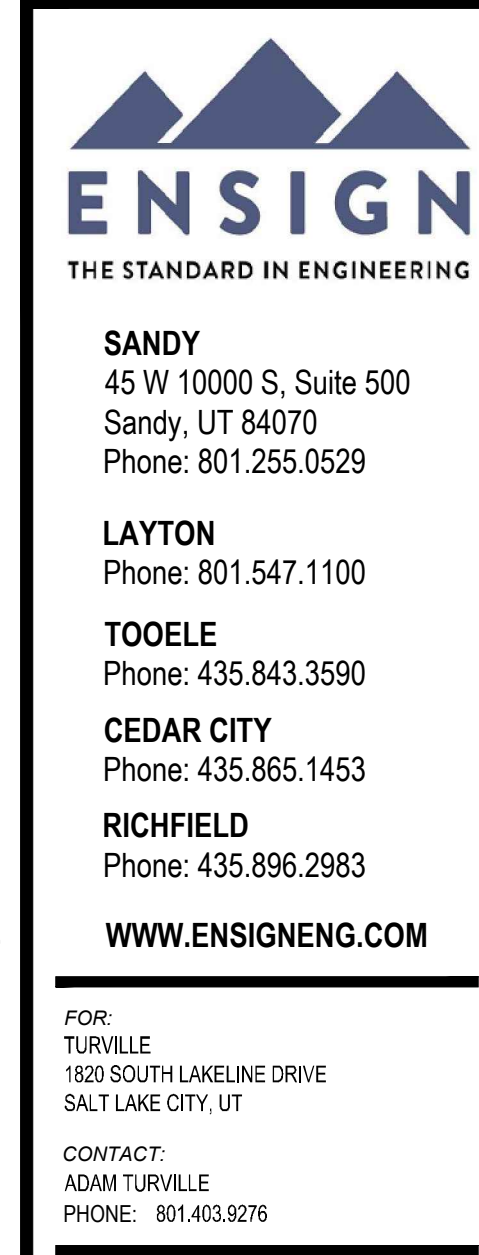 ENSIGN
THE STANDARD IN ENGINEERING
SANDY
45 W 10000 S, Suite 500
Sandy, UT 84070
Phone: 801.255.0529
LAYTON
Phone: 801.547.1100
TOOELE
Phone: 435.843.3590
CEDAR CITY
Phone: 435.865.1453
RICHFIELD
Phone: 435.896.2983
WWW.ENSIGNENG.COM
FOR:
TURVILLE
1820 SOUTH LAKELINE DRIVE
SALT LAKE CITY, UT
CONTACT:
ADAM TURVILLE
PHONE: 801.403.9276